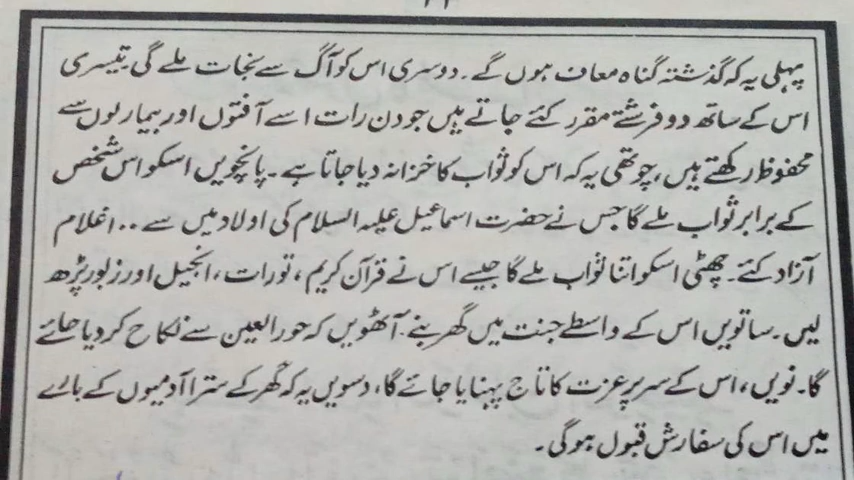 پہلی یہ کہ گذشتہ گناہ معاف ہوں گے۔ دوسری اس کو آگ سے نجات ملے گی۔ تیسری
اس کے ساتھ دو فرشتے مقرر کئے جاتے ہیں جو دن رات اسے آفتوں اور بیماریوں سے
محفوظ رکھتے ہیں، چوتھی یہ کہ اس کو ثواب کا خزانہ دیا جاتا ہے۔ پانچویں اسکو اس شخص
کے برابر ثواب ملے گا جس نے حضرت اسماعیل علیہ السلام کی اولاد میں سے ۱۰۰ غلام
آزاد کئے۔ چھٹی اسکو اتنا ثواب ملے گا جیسے اس نے قرآن کریم، تورات، انجیل اور زبور پڑھ
لیں۔ ساتویں اس کے واسطے جنت میں گھر بنے۔ آٹھویں کہ حور العین سے نکاح کر دیا جائے
گا۔ نویں، اس کے سر پر عزت کا تاج پہنایا جائے گا، دسویں یہ کہ گھر کے ستر آدمیوں کے بارے
میں اس کی سفارش قبول ہوگی۔